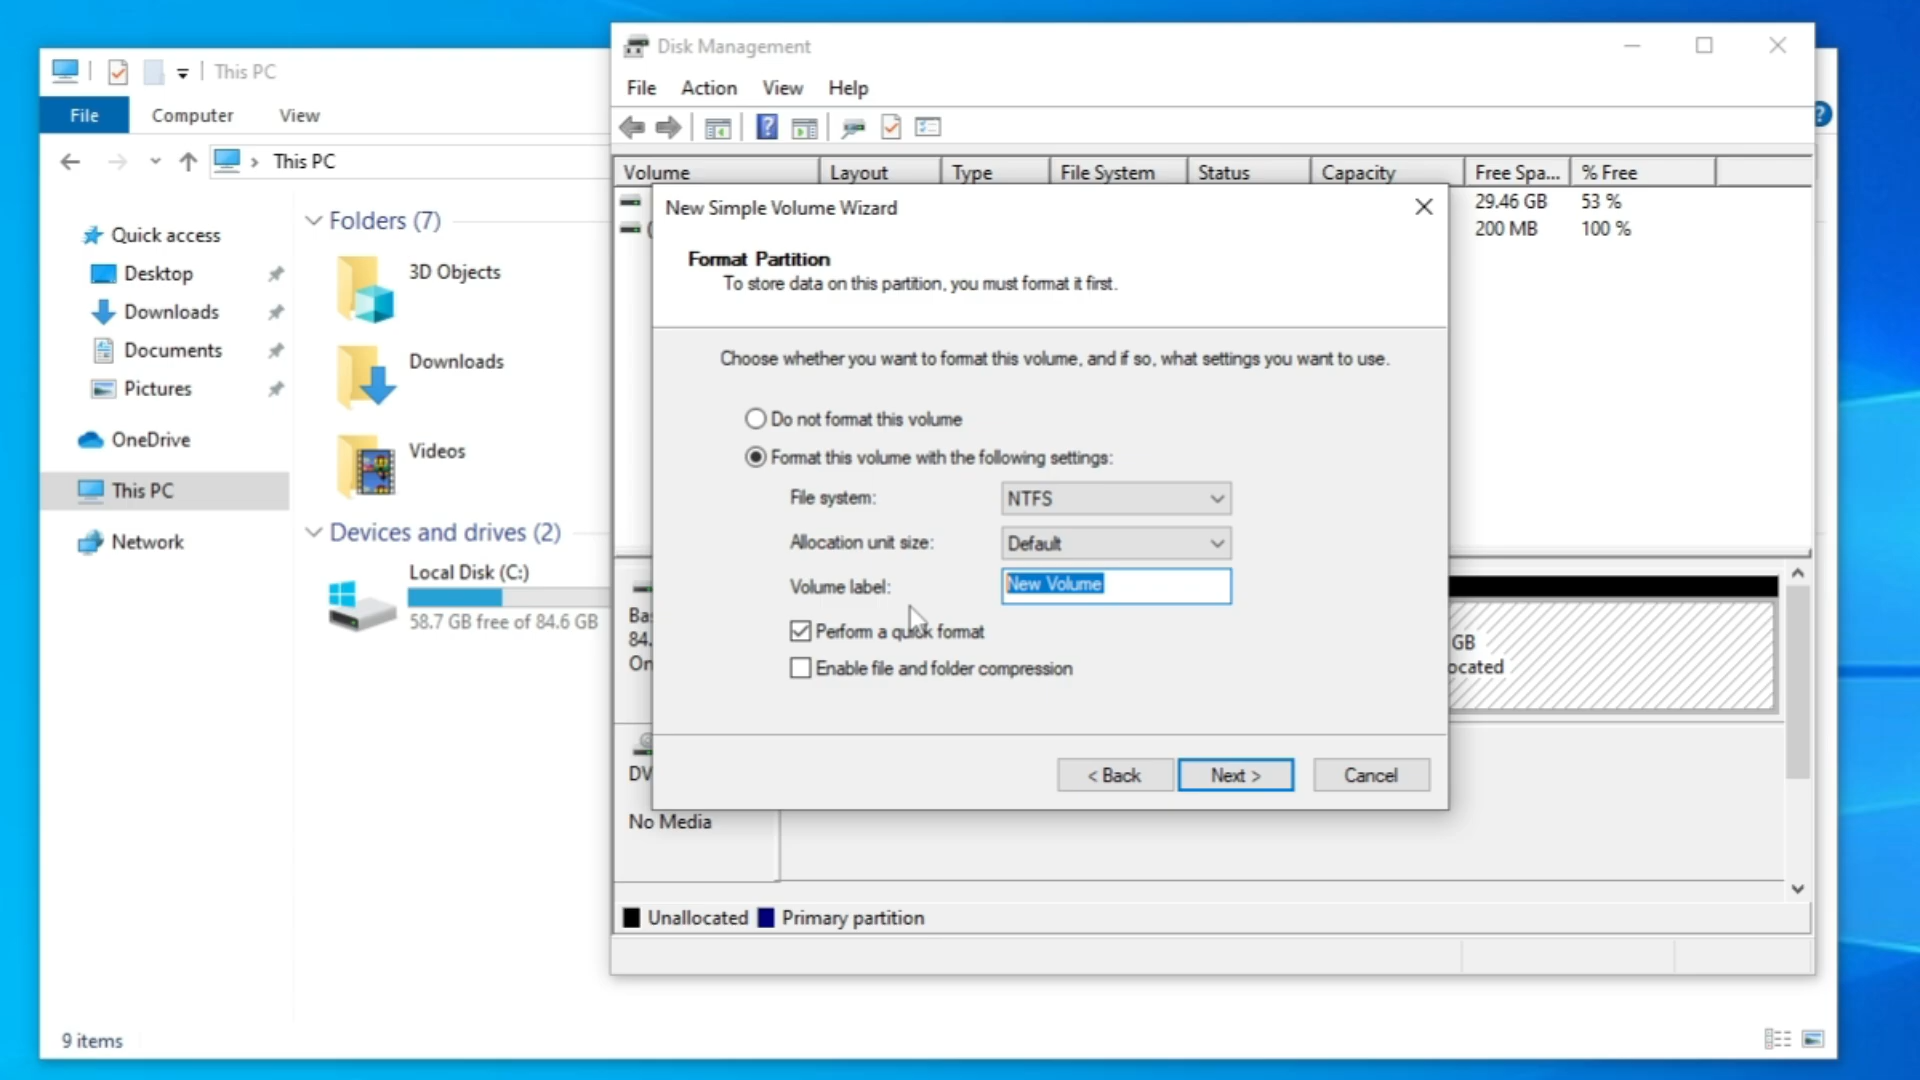 This PC
File
Computer
View
This PC
Quick access
Desktop
Downloads
Documents
Pictures
OneDrive
This PC
Network
Folders (7)
3D Objects
Downloads
Videos
Devices and drives (2)
Local Disk (C:)
58.7 GB free of 84.6 GB
9 items
Disk Management
File Action View Help
Volume Layout Type File System Status Capacity Free Spa... % Free
29.46 GB 53 %
200 MB 100 %
New Simple Volume Wizard
Format Partition
To store data on this partition, you must format it first.
Choose whether you want to format this volume, and if so, what settings you want to use.
Do not format this volume
Format this volume with the following settings:
File system: NTFS
Allocation unit size: Default
Volume label: New Volume
Perform a quick format
Enable file and folder compression
< Back Next > Cancel
Ba
84.
On
GB
ocated
DV
No Media
Unallocated Primary partition